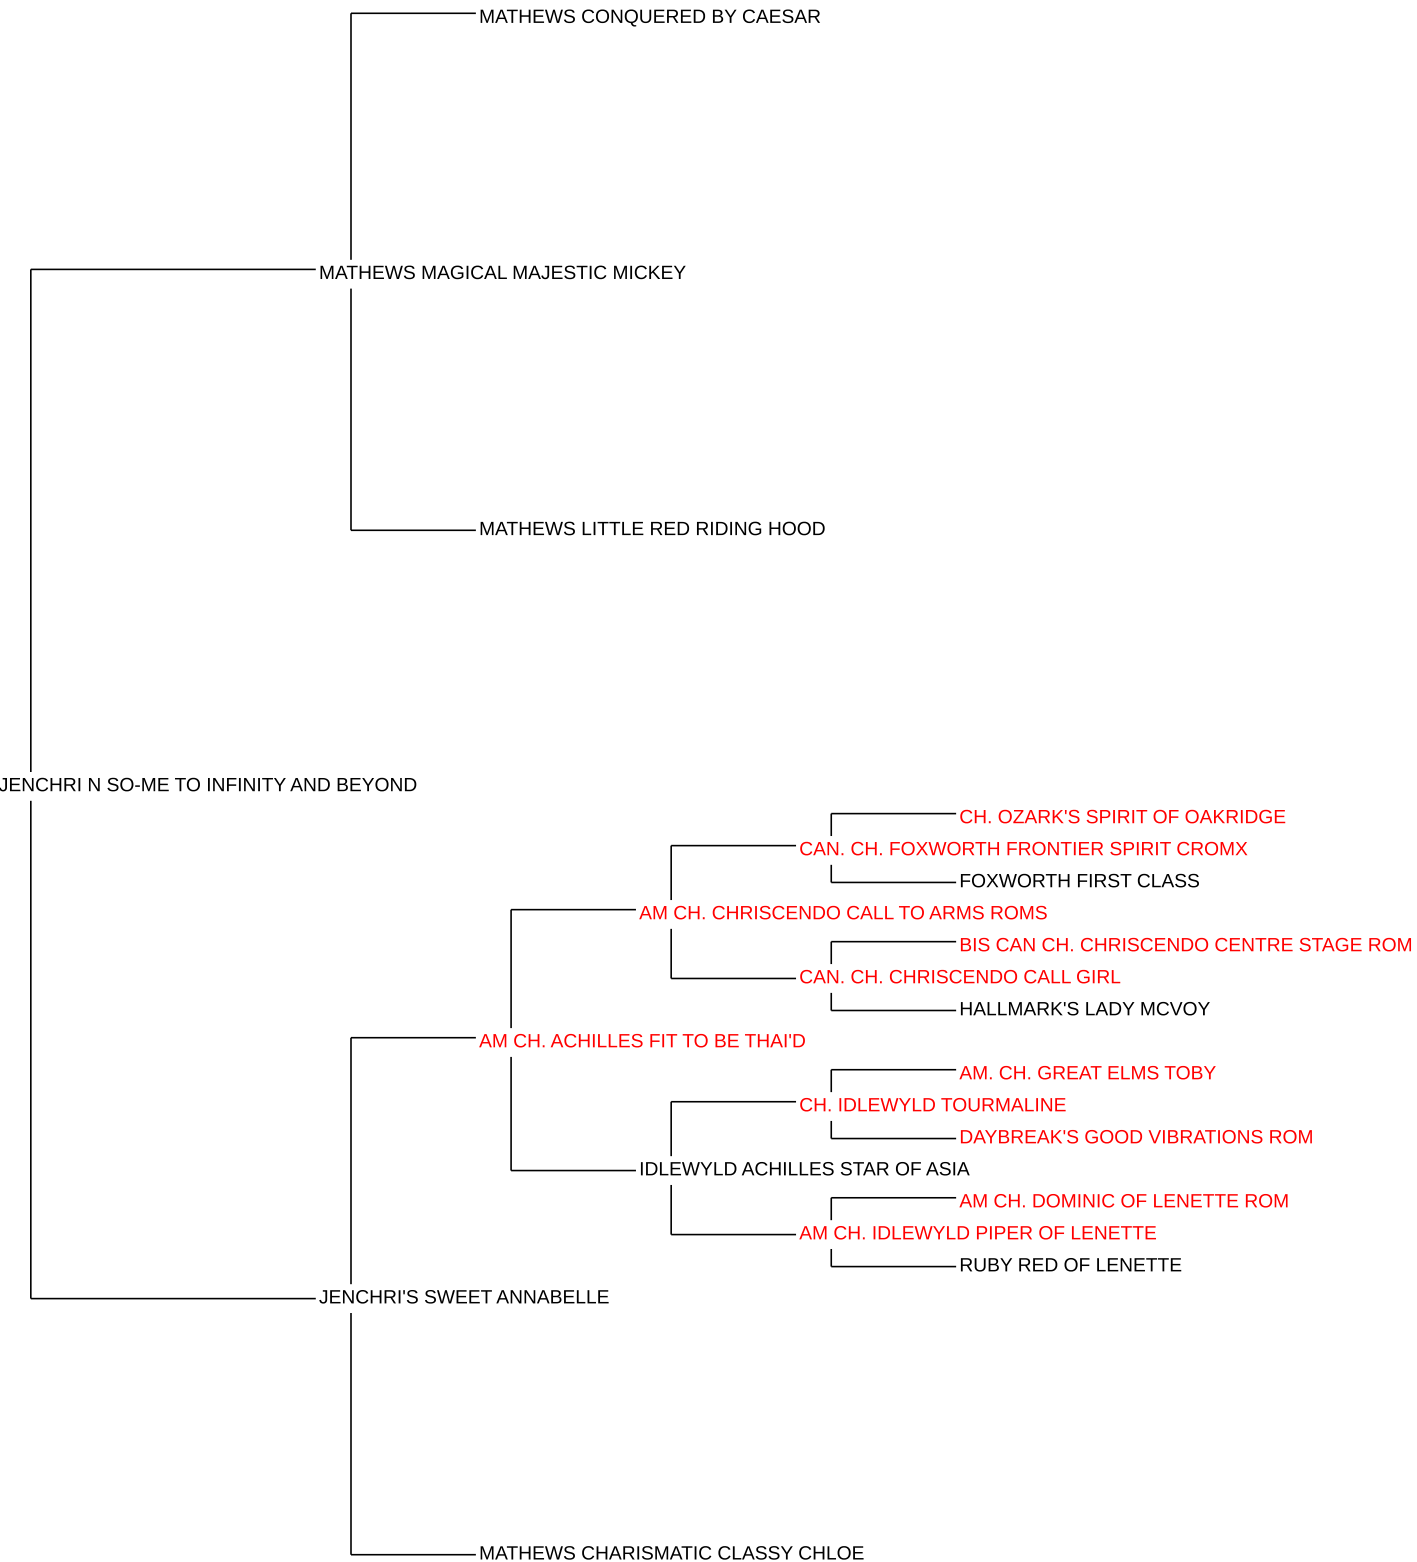 MATHEWS CONQUERED BY CAESAR
MATHEWS MAGICAL MAJESTIC MICKEY
MATHEWS LITTLE RED RIDING HOOD
JENCHRI N SO-ME TO INFINITY AND BEYOND
CH. OZARK'S SPIRIT OF OAKRIDGE
CAN. CH. FOXWORTH FRONTIER SPIRIT CROMX
FOXWORTH FIRST CLASS
AM CH. CHRISCENDO CALL TO ARMS ROMS
BIS CAN CH. CHRISCENDO CENTRE STAGE ROM
CAN. CH. CHRISCENDO CALL GIRL
HALLMARK'S LADY MCVOY
AM CH. ACHILLES FIT TO BE THAI'D
AM. CH. GREAT ELMS TOBY
CH. IDLEWYLD TOURMALINE
DAYBREAK'S GOOD VIBRATIONS ROM
IDLEWYLD ACHILLES STAR OF ASIA
AM CH. DOMINIC OF LENETTE ROM
AM CH. IDLEWYLD PIPER OF LENETTE
RUBY RED OF LENETTE
JENCHRI'S SWEET ANNABELLE
MATHEWS CHARISMATIC CLASSY CHLOE